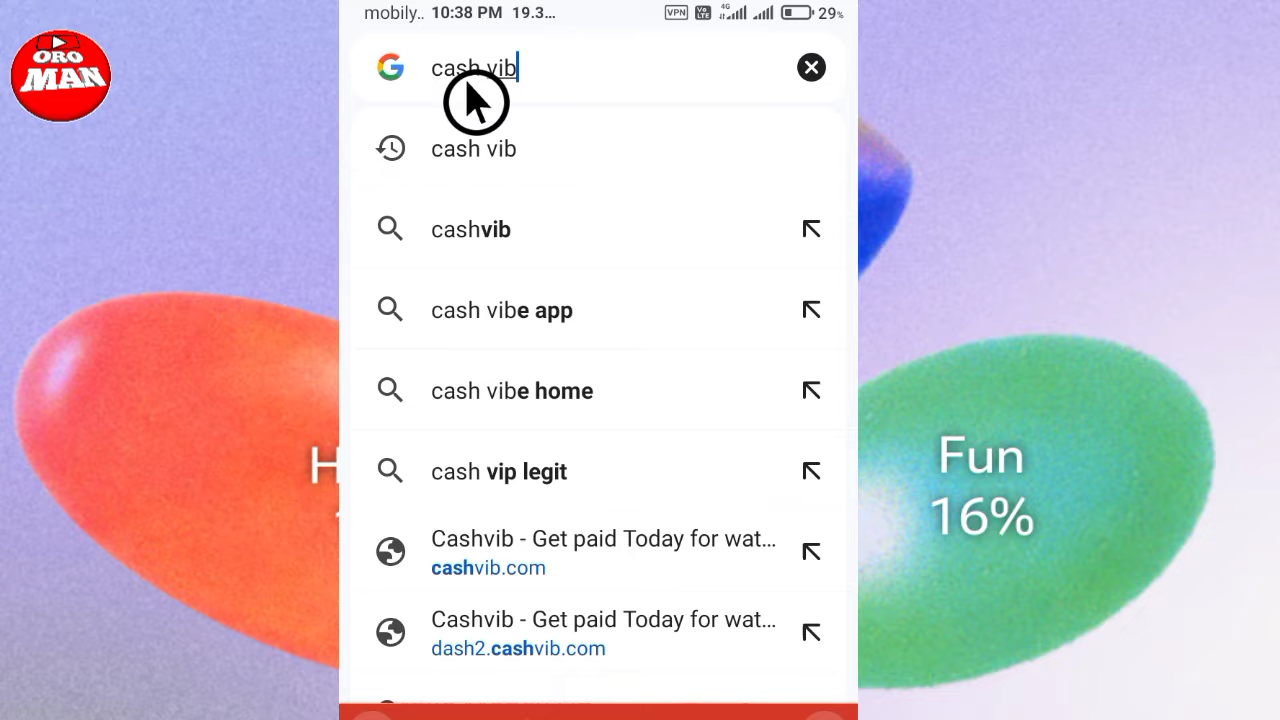 ORO
MAN
mobily.. 10:38 PM 19.3... VPN Vo LTE 4G 29%
cash vib
cash vib
cashvib
cash vibe app
cash vibe home
cash vip legit
Cashvib - Get paid Today for wat...
cashvib.com
Cashvib - Get paid Today for wat...
dash2.cashvib.com
H
Fun
16%